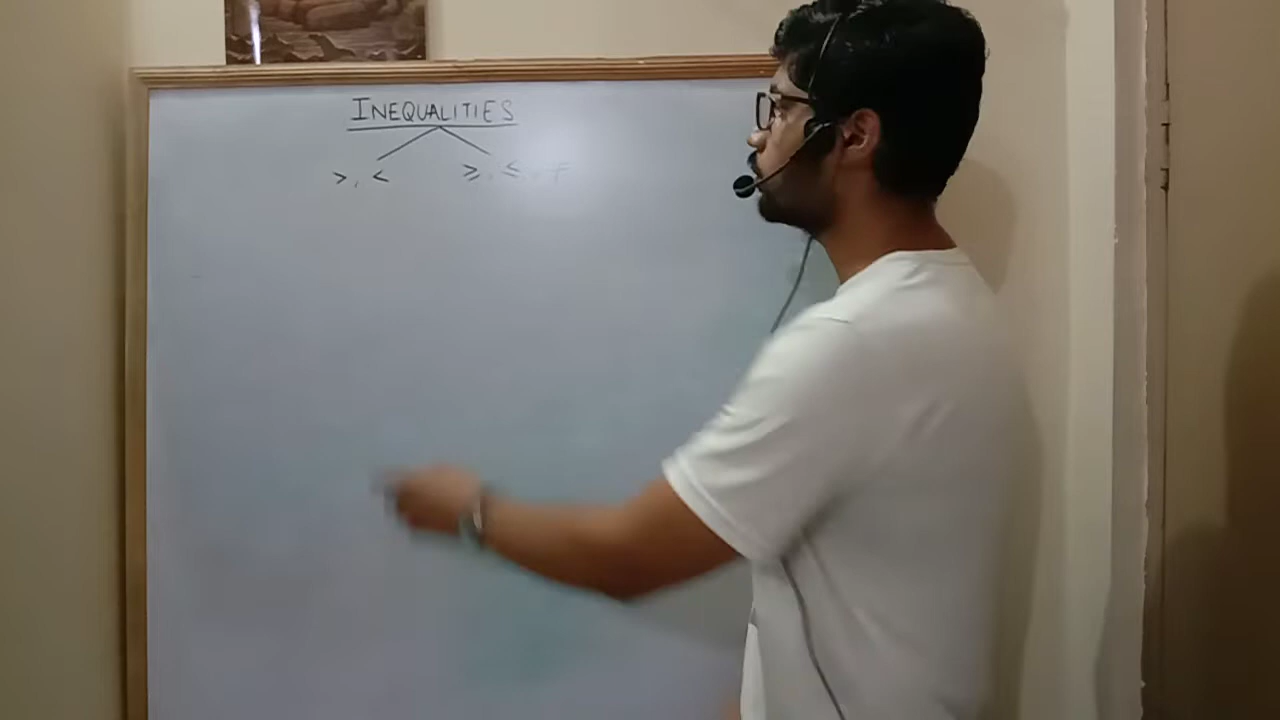 INEQUALITIES
>, < ≥, ≤